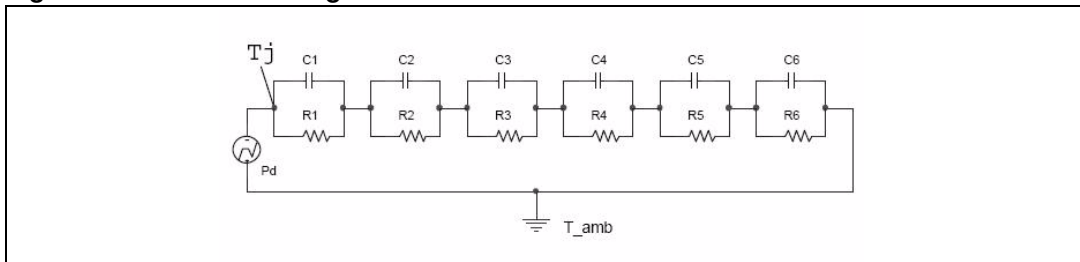 Tj
C1 C2 C3 C4 C5 C6
R1 R2 R3 R4 R5 R6
Pd
T_amb